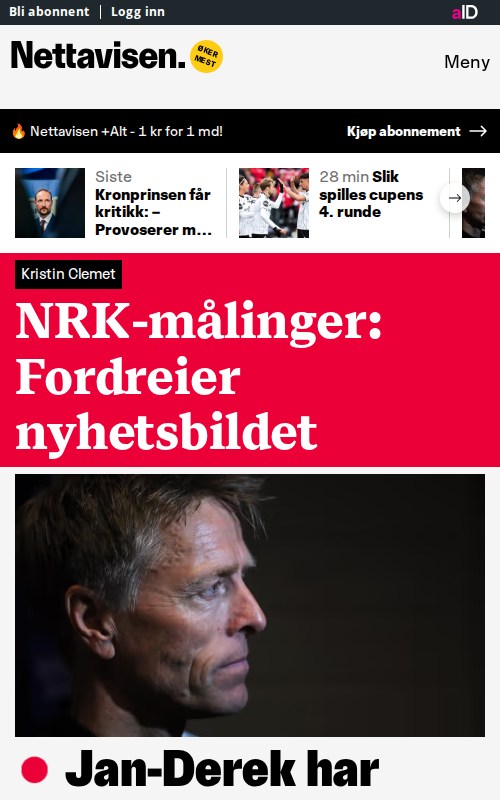 Bli abonnent | Logg inn
aID
Nettavisen.
ØKER
MEST
Meny
🔥 Nettavisen +Alt - 1 kr for 1 md!
Kjøp abonnement →
Siste
Kronprinsen får
kritikk: –
Provoserer m...
28 min Slik
spilles cupens
4. runde
Kristin Clemet
NRK-målinger:
Fordreier
nyhetsbildet
Jan-Derek har